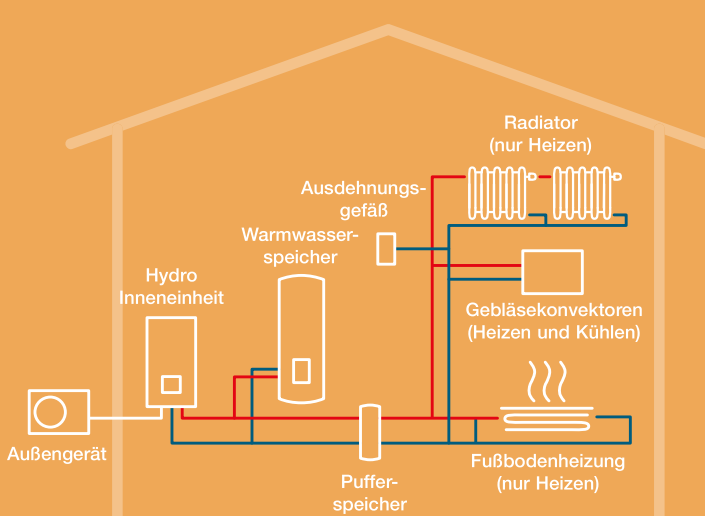 Radiator
(nur Heizen)
Ausdehnungs-
gefäß
Warmwasser-
speicher
Hydro
Inneneinheit
Gebläsekonvektoren
(Heizen und Kühlen)
Außengerät
Fußbodenheizung
(nur Heizen)
Puffer-
speicher